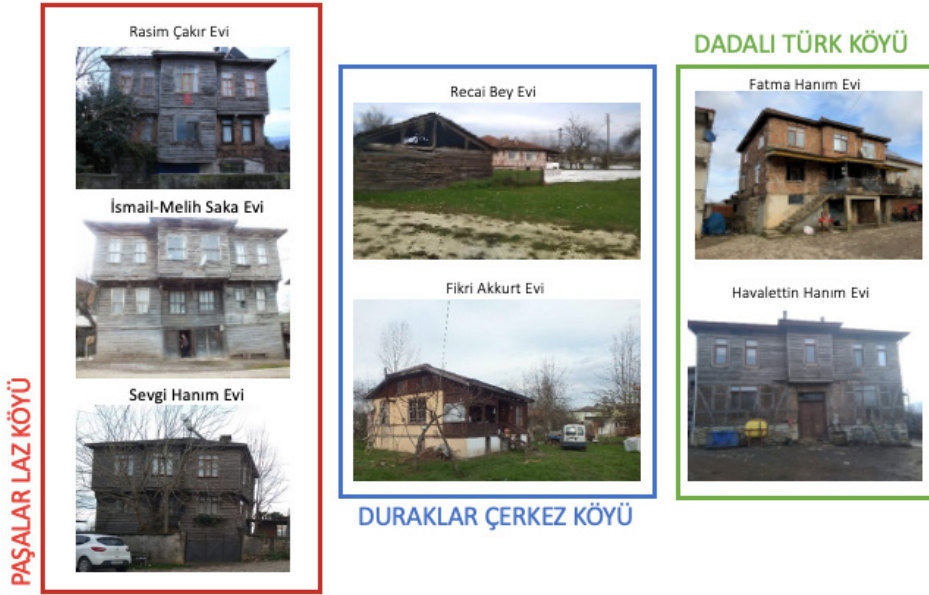 Rasim Çakır Evi
İsmail-Melih Saka Evi
Sevgi Hanım Evi
PAŞALAR LAZ KÖYÜ
Recai Bey Evi
Fikri Akkurt Evi
DURAKLAR ÇERKEZ KÖYÜ
DADALI TÜRK KÖYÜ
Fatma Hanım Evi
Havalettin Hanım Evi